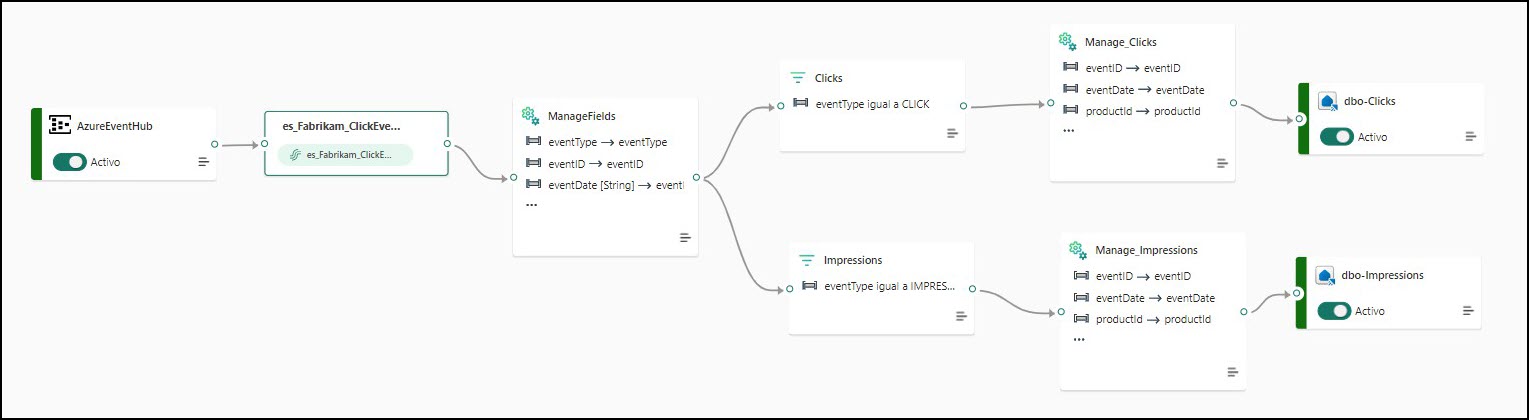 AzureEventHub
Activo
es_Fabrikam_ClickEve...
es_Fabrikam_ClickE...
ManageFields
eventType → eventType
eventID → eventID
eventDate [String] → eventI
...
Clicks
eventType igual a CLICK
Manage_Clicks
eventID → eventID
eventDate → eventDate
productId → productId
...
dbo-Clicks
Activo
Impressions
eventType igual a IMPRES...
Manage_Impressions
eventID → eventID
eventDate → eventDate
productId → productId
...
dbo-Impressions
Activo